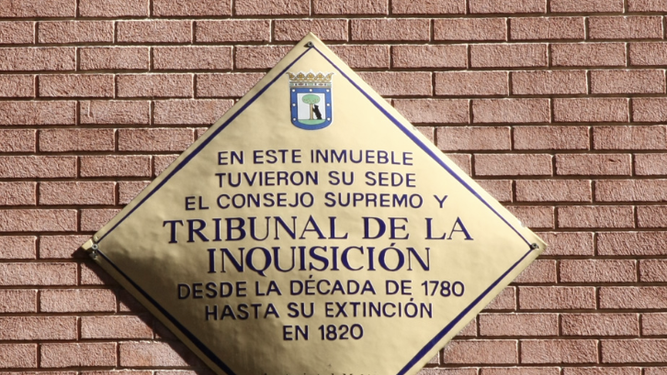 EN ESTE INMUEBLE
TUVIERON SU SEDE
EL CONSEJO SUPREMO Y
TRIBUNAL DE LA
INQUISICIÓN
DESDE LA DÉCADA DE 1780
HASTA SU EXTINCIÓN
EN 1820